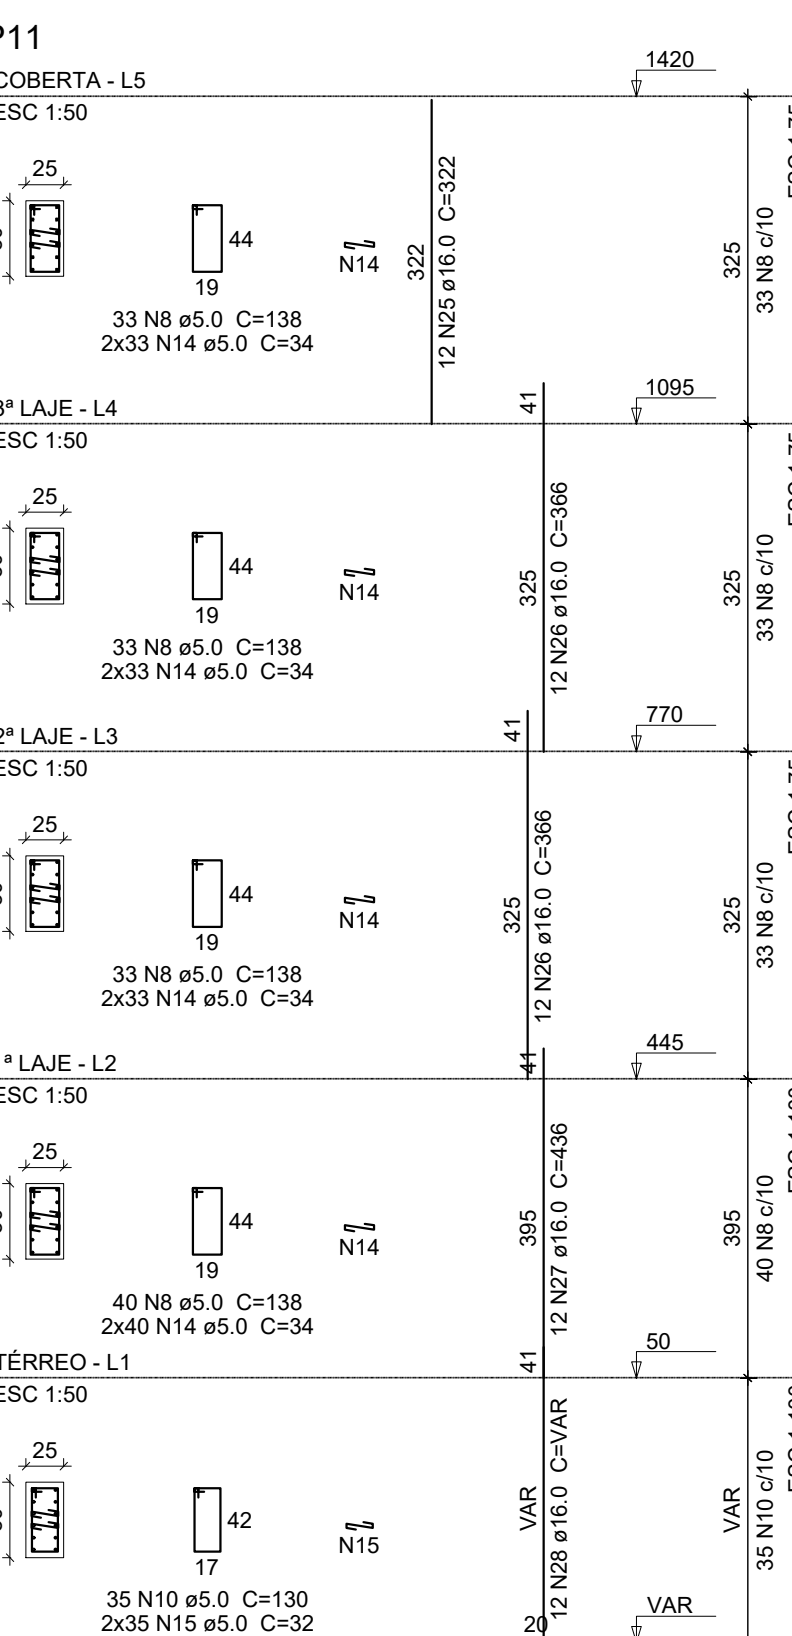 P11
COBERTA - L5
1420
ESC 1:50
25
44
19
N14
33 N8 ø5.0 C=138
2x33 N14 ø5.0 C=34
322
12 N25 ø16.0 C=322
325
33 N8 c/10
3ª LAJE - L4
41
1095
ESC 1:50
25
44
19
N14
33 N8 ø5.0 C=138
2x33 N14 ø5.0 C=34
325
12 N26 ø16.0 C=366
325
33 N8 c/10
2ª LAJE - L3
41
770
ESC 1:50
25
44
19
N14
33 N8 ø5.0 C=138
2x33 N14 ø5.0 C=34
325
12 N26 ø16.0 C=366
325
33 N8 c/10
ª LAJE - L2
41
445
ESC 1:50
25
44
19
N14
40 N8 ø5.0 C=138
2x40 N14 ø5.0 C=34
395
12 N27 ø16.0 C=436
395
40 N8 c/10
TÉRREO - L1
41
50
ESC 1:50
25
42
17
N15
35 N10 ø5.0 C=130
2x35 N15 ø5.0 C=32
VAR
12 N28 ø16.0 C=VAR
20
VAR
35 N10 c/10
VAR